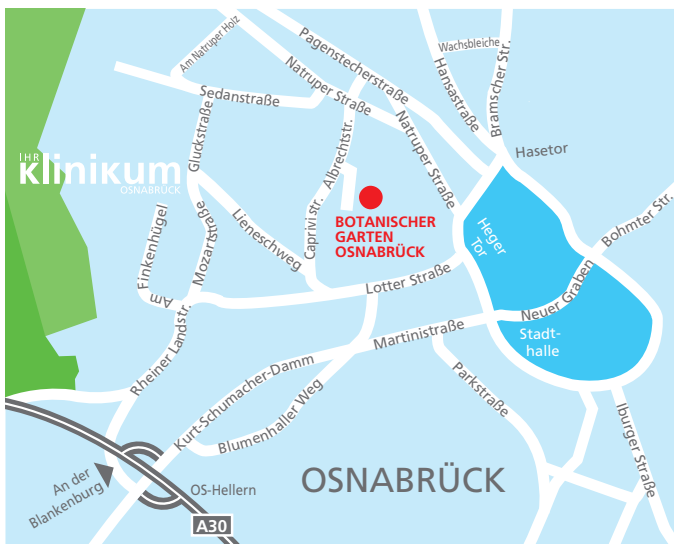 Am Natruper Holz
Pagenstecherstraße
Wachsbleiche
Hansastraße
Bramscher Str.
Sedanstraße
Natruper Straße
Natruper Straße
Gluckstraße
Albrechtstr.
Hasetor
IHR
Klinikum
OSNABRÜCK
Caprivistr.
Lieneschweg
Mozartstraße
Am Finkenhügel
BOTANISCHER
GARTEN
OSNABRÜCK
Heger
Tor
Bohmter Str.
Lotter Straße
Neuer Graben
Rheiner Landstr.
Martinistraße
Stadt-
halle
Kurt-Schumacher-Damm
Blumenhaller Weg
Parkstraße
Iburger Straße
An der
Blankenburg
OS-Hellern
OSNABRÜCK
A30